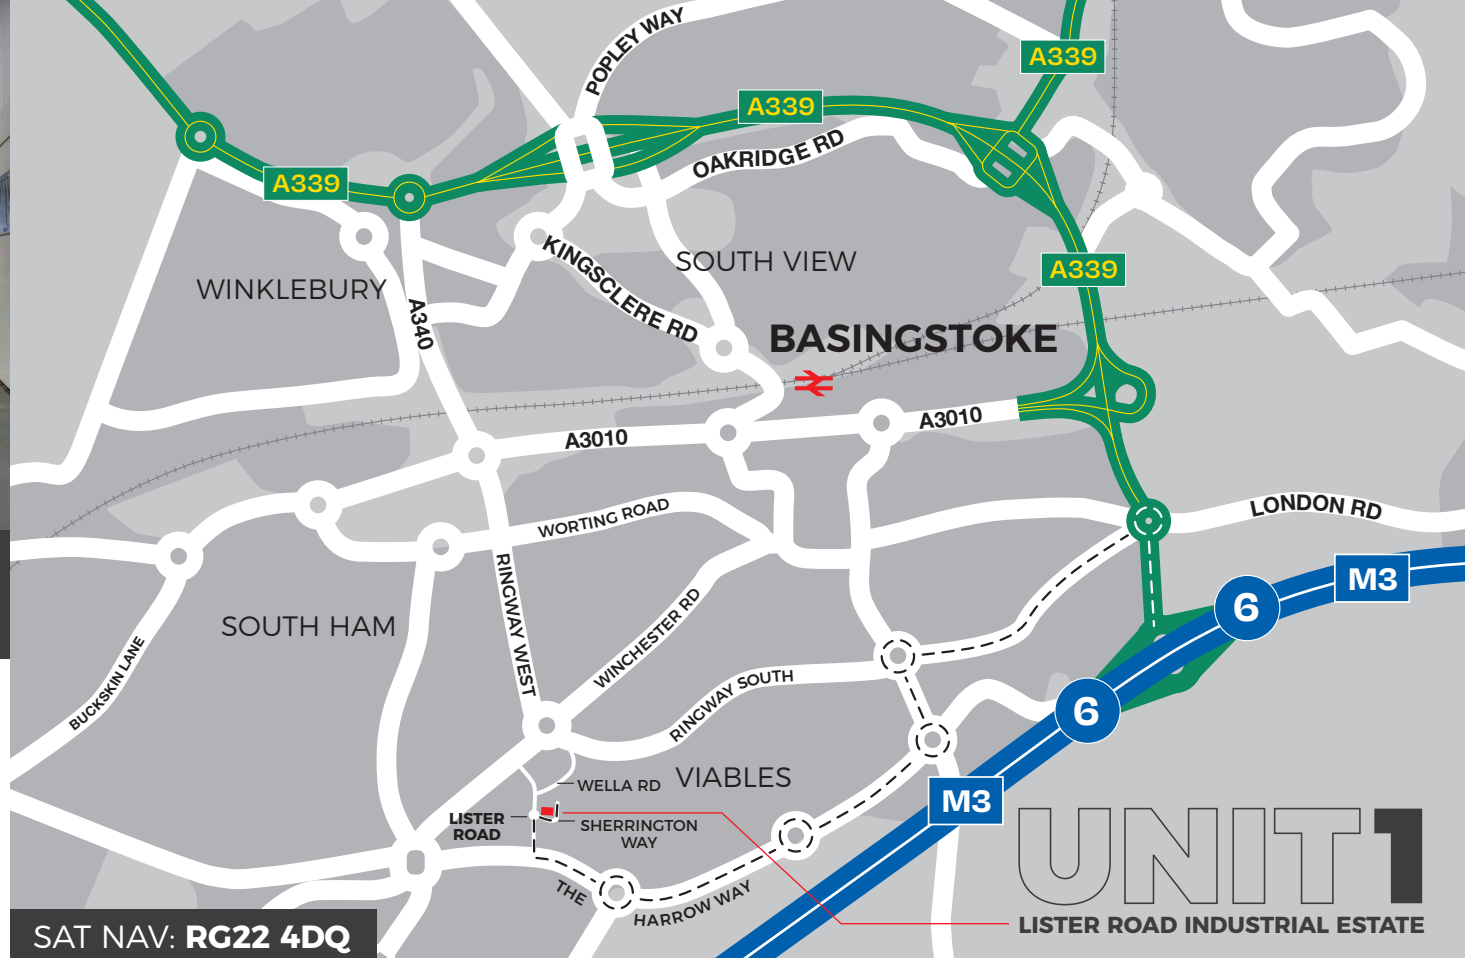 POPLEY WAY
A339
A339
OAKRIDGE RD
A339
KINGSCLERE RD
SOUTH VIEW
A339
WINKLEBURY
A340
BASINGSTOKE
A3010
A3010
WORTING ROAD
LONDON RD
M3
6
RINGWAY WEST
WINCHESTER RD
SOUTH HAM
BUCKSKIN LANE
RINGWAY SOUTH
6
WELLA RD
VIABLES
M3
LISTER
ROAD
SHERRINGTON
WAY
THE
HARROW WAY
UNIT 1
LISTER ROAD INDUSTRIAL ESTATE
SAT NAV: RG22 4DQ